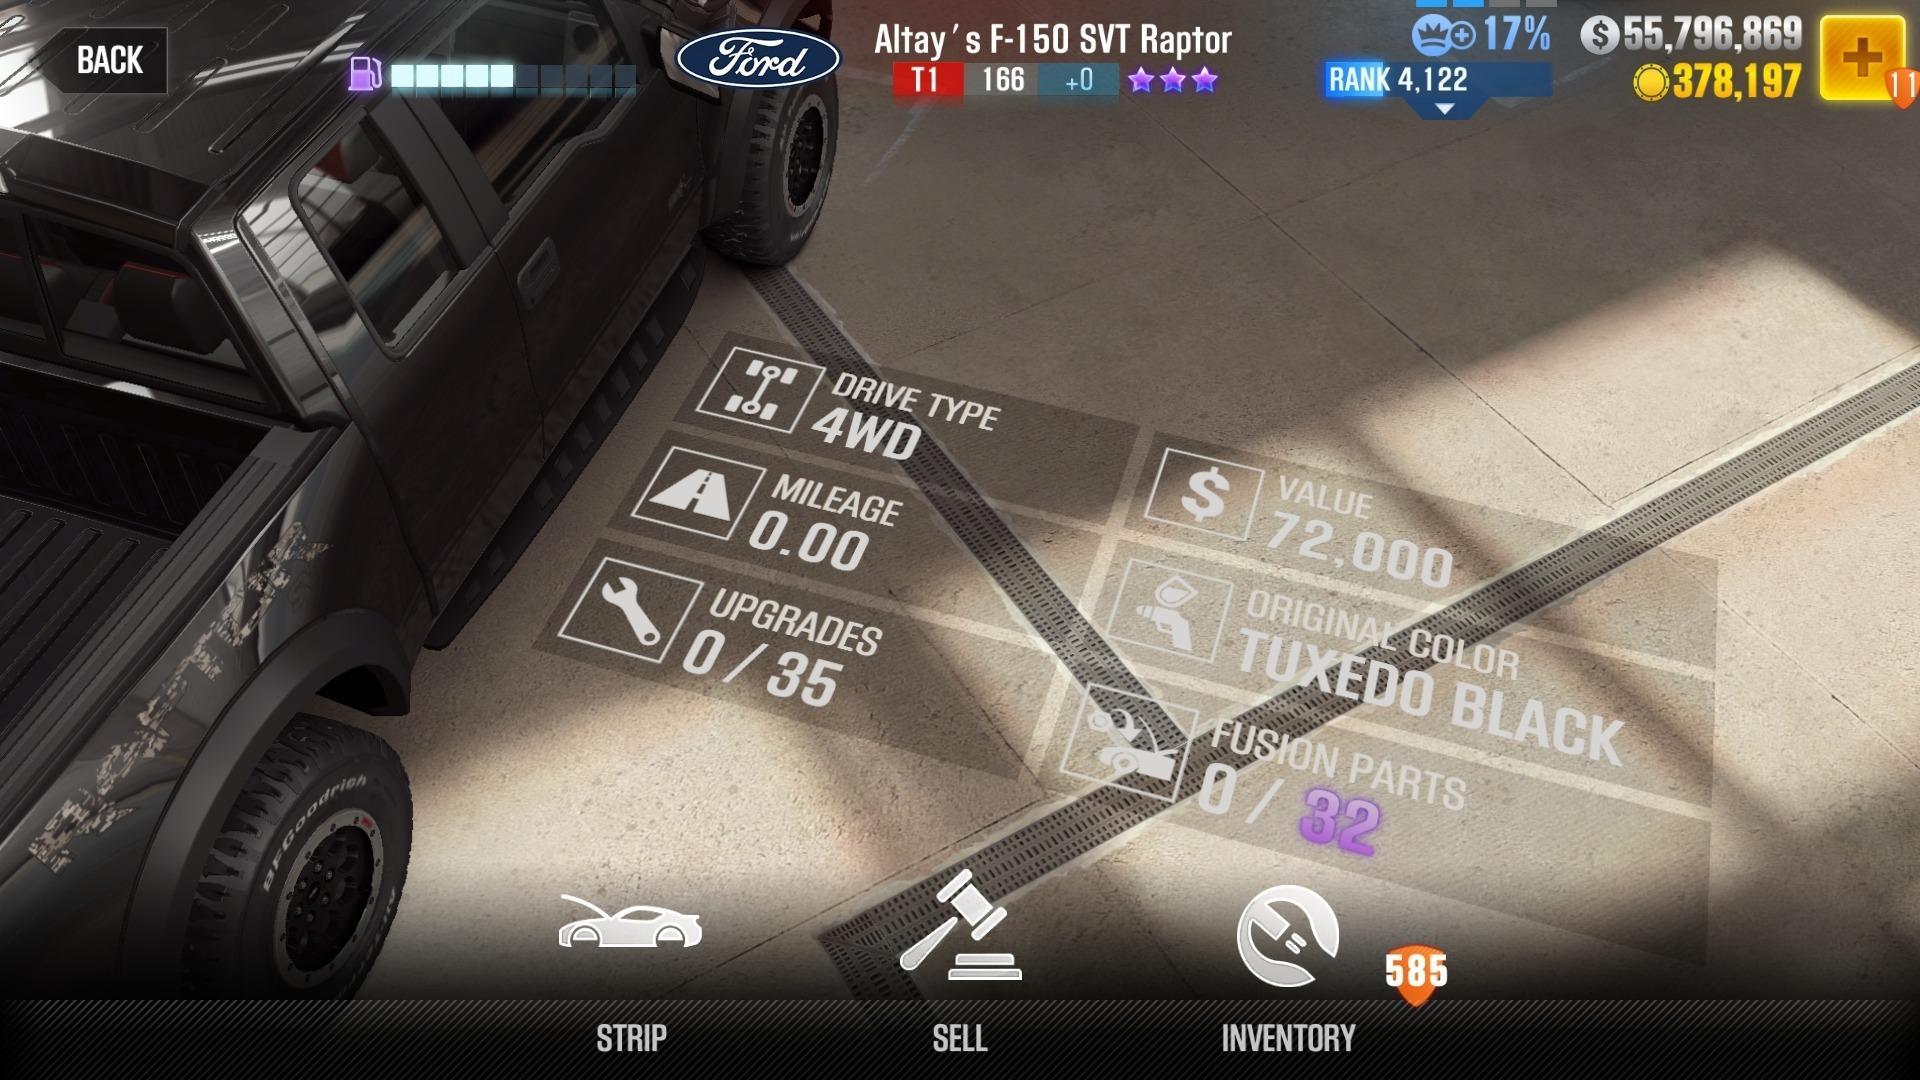 BACK
Ford
Altay's F-150 SVT Raptor
T1 166 +0
17%
RANK 4,122
$ 55,796,869
378,197
11
DRIVE TYPE
4WD
MILEAGE
0.00
UPGRADES
0 / 35
$ VALUE
72,000
ORIGINAL COLOR
TUXEDO BLACK
FUSION PARTS
0 / 32
BFGoodrich
585
STRIP
SELL
INVENTORY